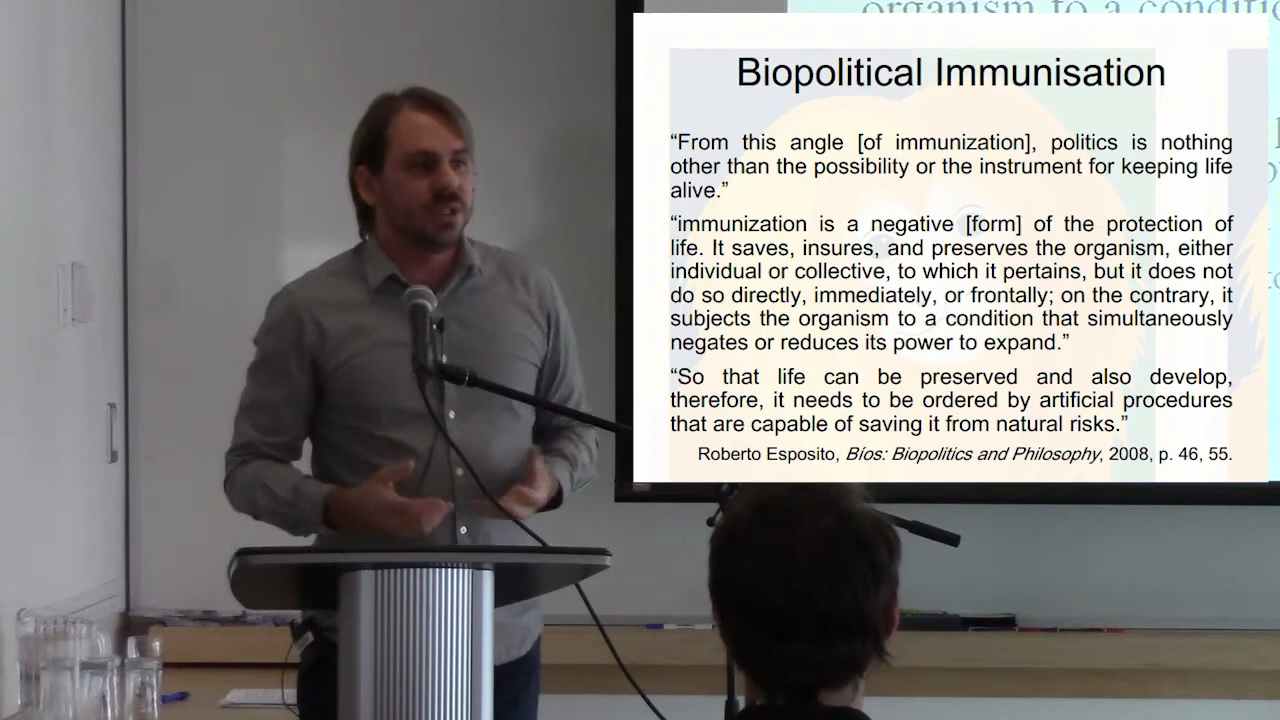 organism to a conditio
Biopolitical Immunisation
“From this angle [of immunization], politics is nothing
other than the possibility or the instrument for keeping life
alive.”
“immunization is a negative [form] of the protection of
life. It saves, insures, and preserves the organism, either
individual or collective, to which it pertains, but it does not
do so directly, immediately, or frontally; on the contrary, it
subjects the organism to a condition that simultaneously
negates or reduces its power to expand.”
“So that life can be preserved and also develop,
therefore, it needs to be ordered by artificial procedures
that are capable of saving it from natural risks.”
Roberto Esposito, Bíos: Biopolitics and Philosophy, 2008, p. 46, 55.